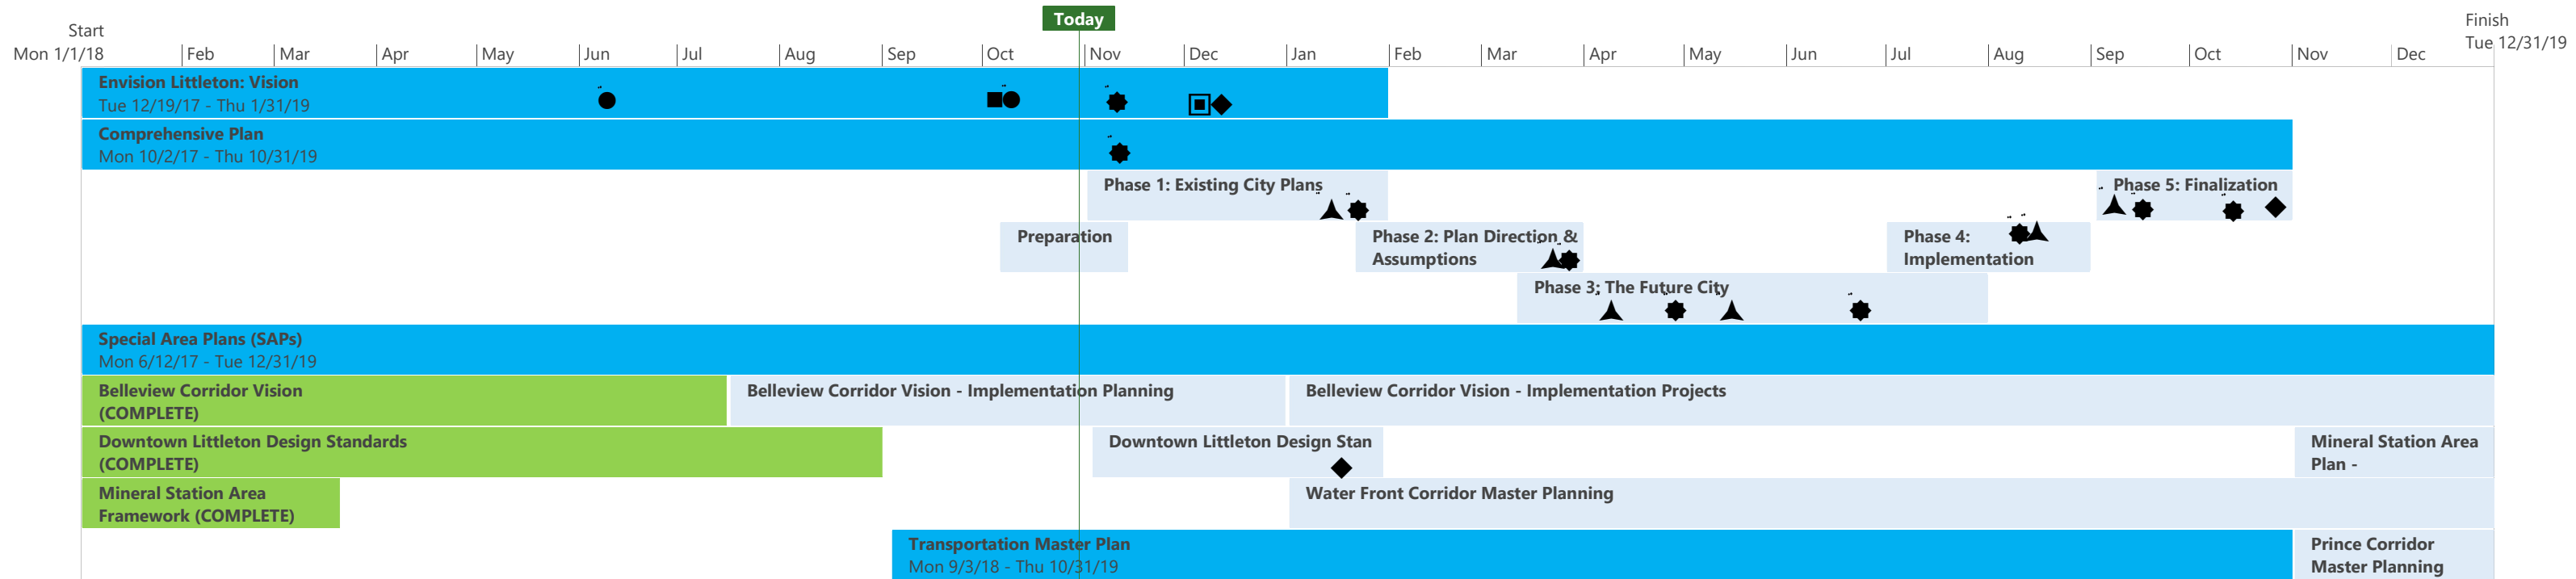 Today
Start
Finish
Mon 1/1/18
Feb
Mar
Apr
May
Jun
Jul
Aug
Sep
Oct
Nov
Dec
Jan
Feb
Mar
Apr
May
Jun
Jul
Aug
Sep
Oct
Nov
Dec
Tue 12/31/19
Envision Littleton: Vision
Tue 12/19/17 - Thu 1/31/19
Comprehensive Plan
Mon 10/2/17 - Thu 10/31/19
Phase 1: Existing City Plans
Phase 5: Finalization
Preparation
Phase 2: Plan Direction &
Assumptions
Phase 4:
Implementation
Phase 3: The Future City
Special Area Plans (SAPs)
Mon 6/12/17 - Tue 12/31/19
Belleview Corridor Vision
(COMPLETE)
Belleview Corridor Vision - Implementation Planning
Belleview Corridor Vision - Implementation Projects
Downtown Littleton Design Standards
(COMPLETE)
Downtown Littleton Design Stan
Mineral Station Area
Plan -
Mineral Station Area
Framework (COMPLETE)
Water Front Corridor Master Planning
Transportation Master Plan
Mon 9/3/18 - Thu 10/31/19
Prince Corridor
Master Planning